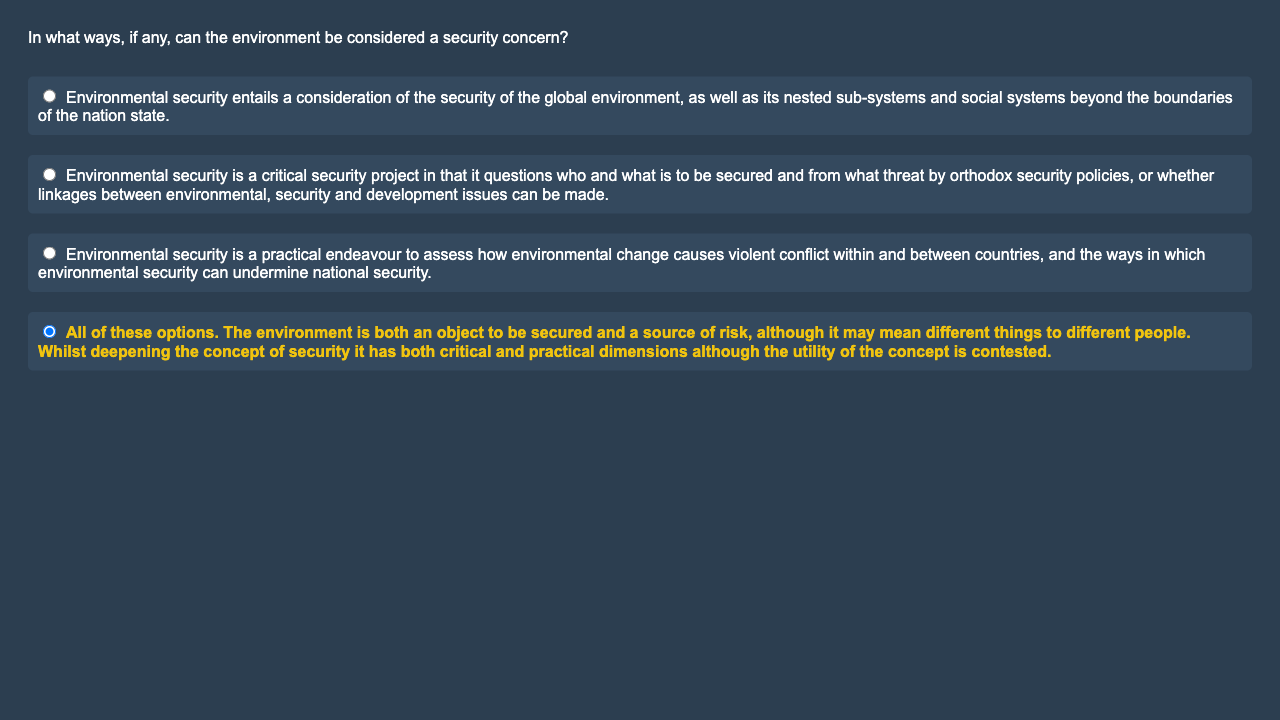 In what ways, if any, can the environment be considered a security concern?
Environmental security entails a consideration of the security of the global environment, as well as its nested sub-systems and social systems beyond the boundaries
of the nation state.
Environmental security is a critical security project in that it questions who and what is to be secured and from what threat by orthodox security policies, or whether
linkages between environmental, security and development issues can be made.
Environmental security is a practical endeavour to assess how environmental change causes violent conflict within and between countries, and the ways in which
environmental security can undermine national security.
All of these options. The environment is both an object to be secured and a source of risk, although it may mean different things to different people.
Whilst deepening the concept of security it has both critical and practical dimensions although the utility of the concept is contested.